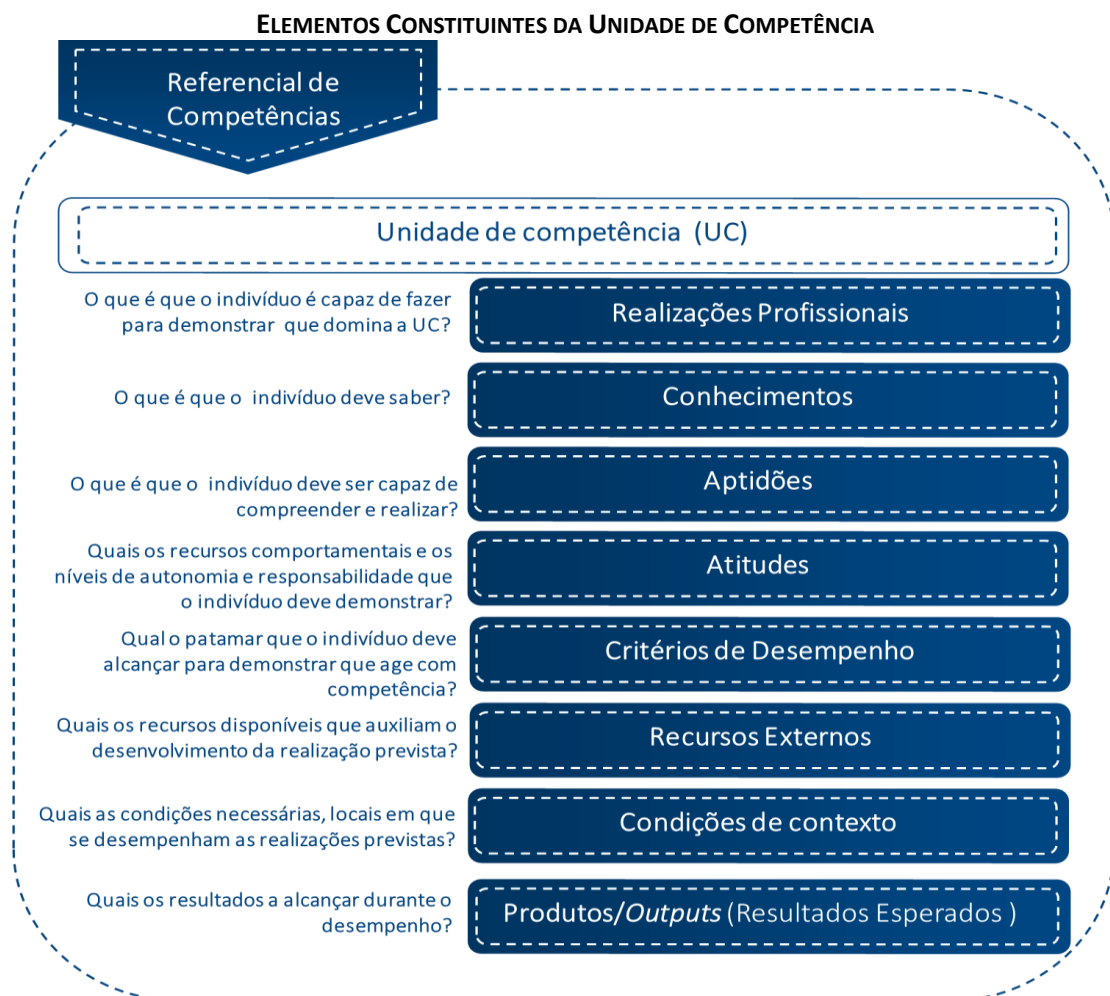 ELEMENTOS CONSTITUINTES DA UNIDADE DE COMPETÊNCIA
Referencial de
Competências
Unidade de competência (UC)
O que é que o indivíduo é capaz de fazer
para demonstrar que domina a UC?
Realizações Profissionais
O que é que o indivíduo deve saber?
Conhecimentos
O que é que o indivíduo deve ser capaz de
compreender e realizar?
Aptidões
Quais os recursos comportamentais e os
níveis de autonomia e responsabilidade que
o indivíduo deve demonstrar?
Atitudes
Qual o patamar que o indivíduo deve
alcançar para demonstrar que age com
competência?
Critérios de Desempenho
Quais os recursos disponíveis que auxiliam o
desenvolvimento da realização prevista?
Recursos Externos
Quais as condições necessárias, locais em que
se desempenham as realizações previstas?
Condições de contexto
Quais os resultados a alcançar durante o
desempenho?
Produtos/Outputs (Resultados Esperados )